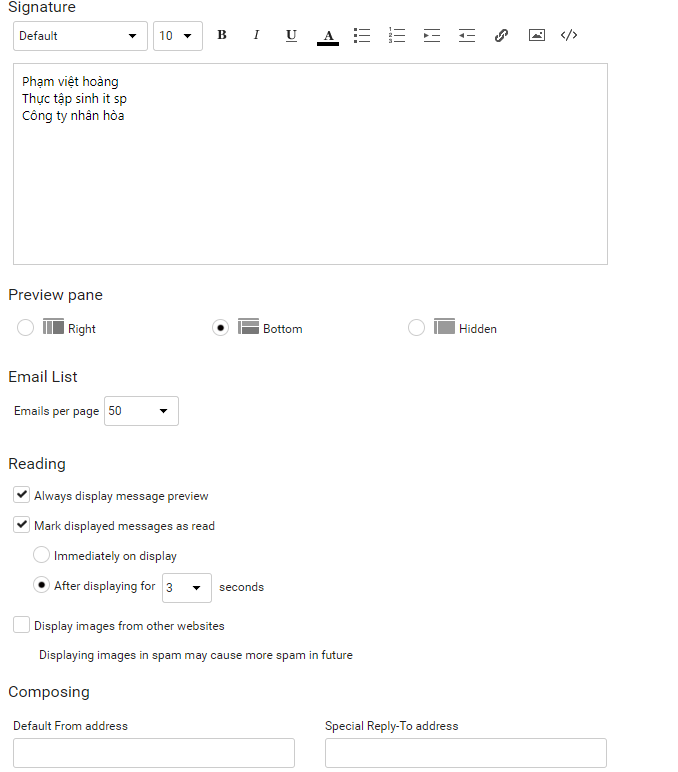 Signature
Default 10 B I U A
Phạm việt hoàng
Thực tập sinh it sp
Công ty nhân hòa
Preview pane
Right Bottom Hidden
Email List
Emails per page 50
Reading
Always display message preview
Mark displayed messages as read
Immediately on display
After displaying for 3 seconds
Display images from other websites
Displaying images in spam may cause more spam in future
Composing
Default From address Special Reply-To address